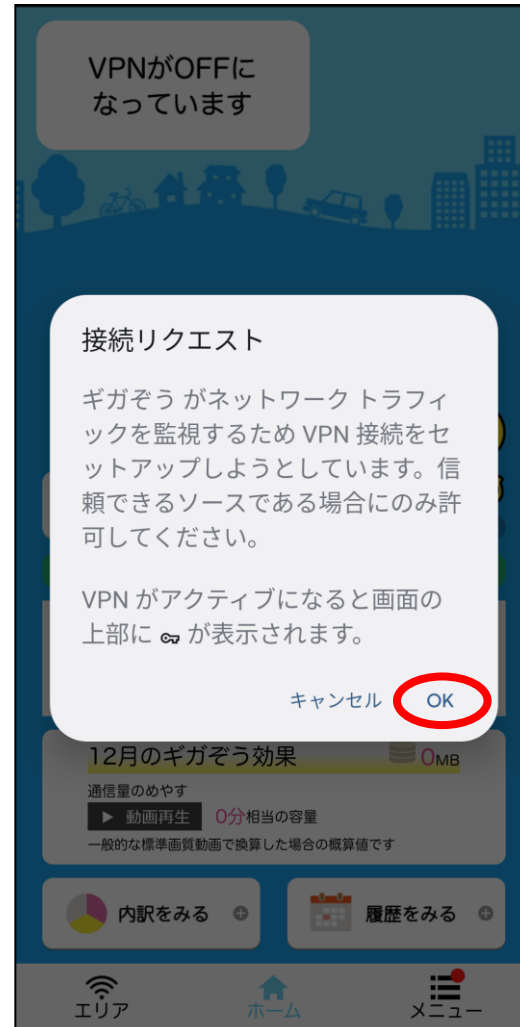 VPNがOFFに
なっています
接続リクエスト
ギガぞう がネットワーク トラフィ
ックを監視するため VPN 接続をセ
ットアップしようとしています。信
頼できるソースである場合にのみ許
可してください。
VPN がアクティブになると画面の
上部に が表示されます。
キャンセル OK
12月のギガぞう効果 0MB
通信量のめやす
▶ 動画再生 0分相当の容量
一般的な標準画質動画で換算した場合の概算値です
内訳をみる 履歴をみる
エリア ホーム メニュー